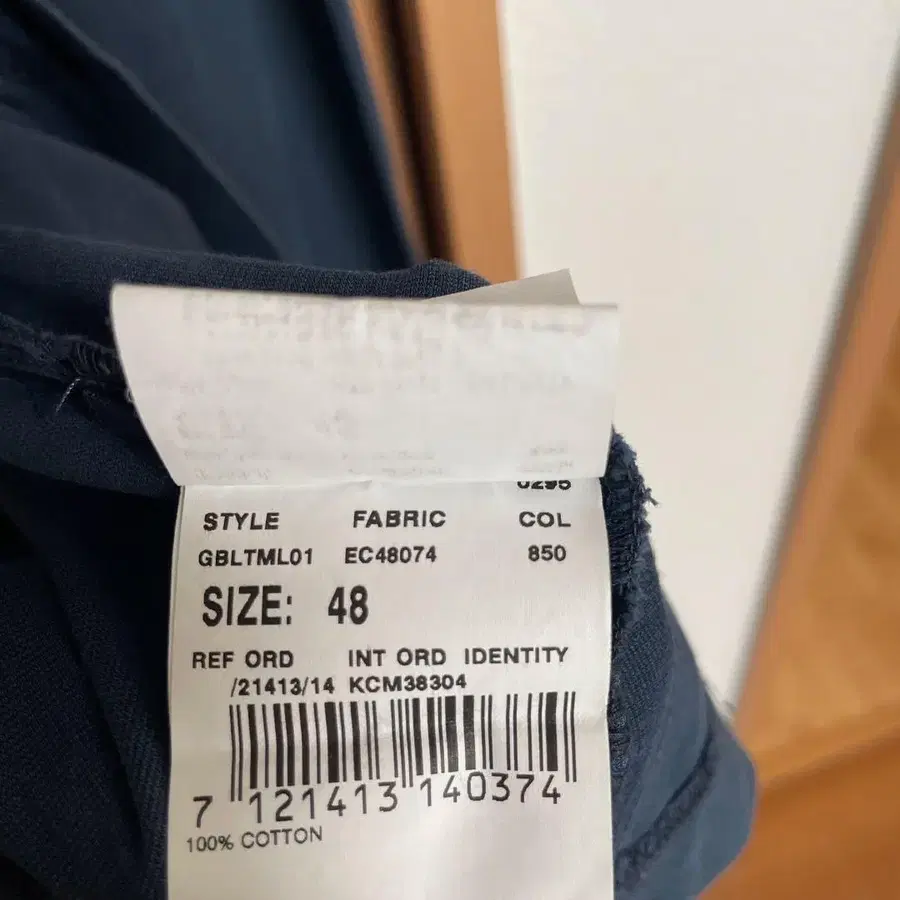 0295
STYLE FABRIC COL
GBLTML01 EC48074 850
SIZE: 48
REF ORD INT ORD IDENTITY
/21413/14 KCM38304
7 121413 140374
100% COTTON